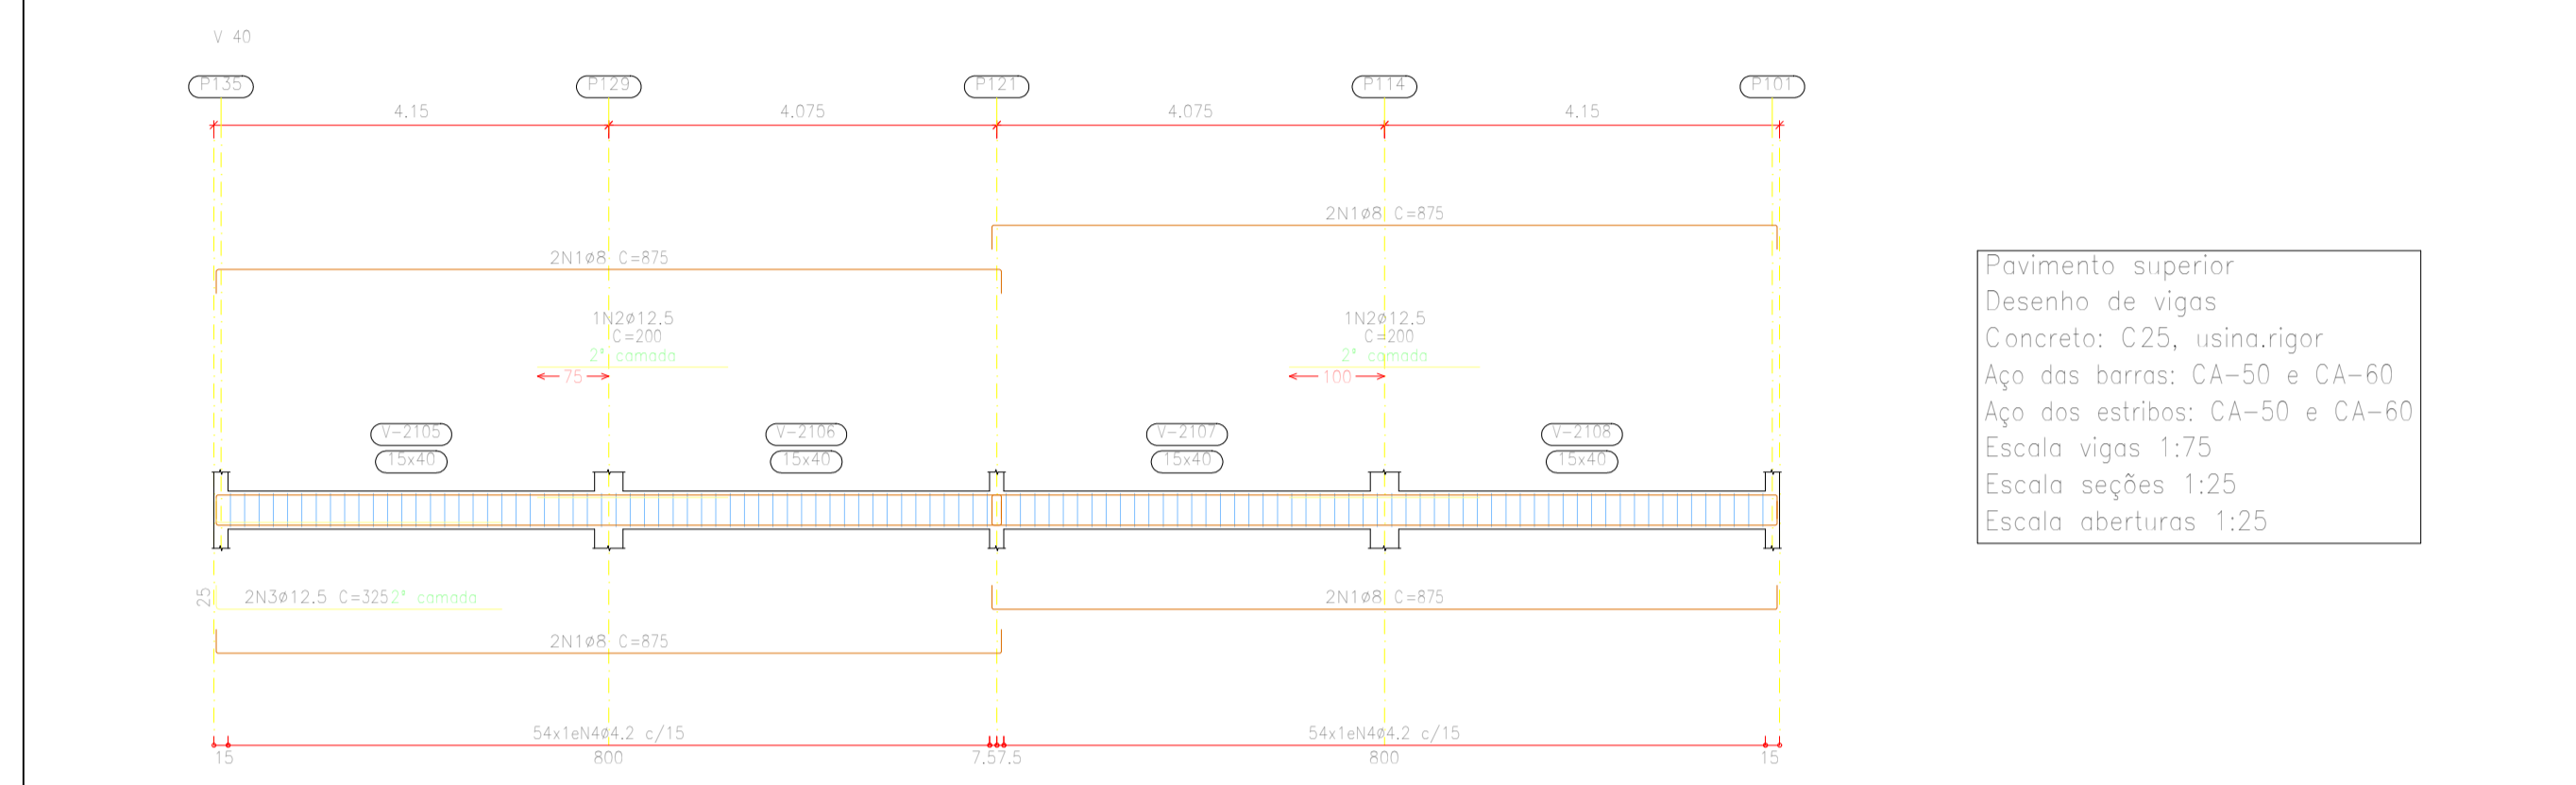 V 40
P135 P129 P121 P114 P101
4.15 4.075 4.075 4.15
2N1ø8 C=875
2N1ø8 C=875
1N2ø12.5
C=200
2ª camada
75
1N2ø12.5
C=200
2ª camada
100
V-2105 V-2106 V-2107 V-2108
15x40 15x40 15x40 15x40
25
2N3ø12.5 C=325 2ª camada
2N1ø8 C=875
2N1ø8 C=875
54x1eN4ø4.2 c/15 54x1eN4ø4.2 c/15
15 800 7.5 7.5 800 15
Pavimento superior
Desenho de vigas
Concreto: C25, usina.rigor
Aço das barras: CA-50 e CA-60
Aço dos estribos: CA-50 e CA-60
Escala vigas 1:75
Escala seções 1:25
Escala aberturas 1:25